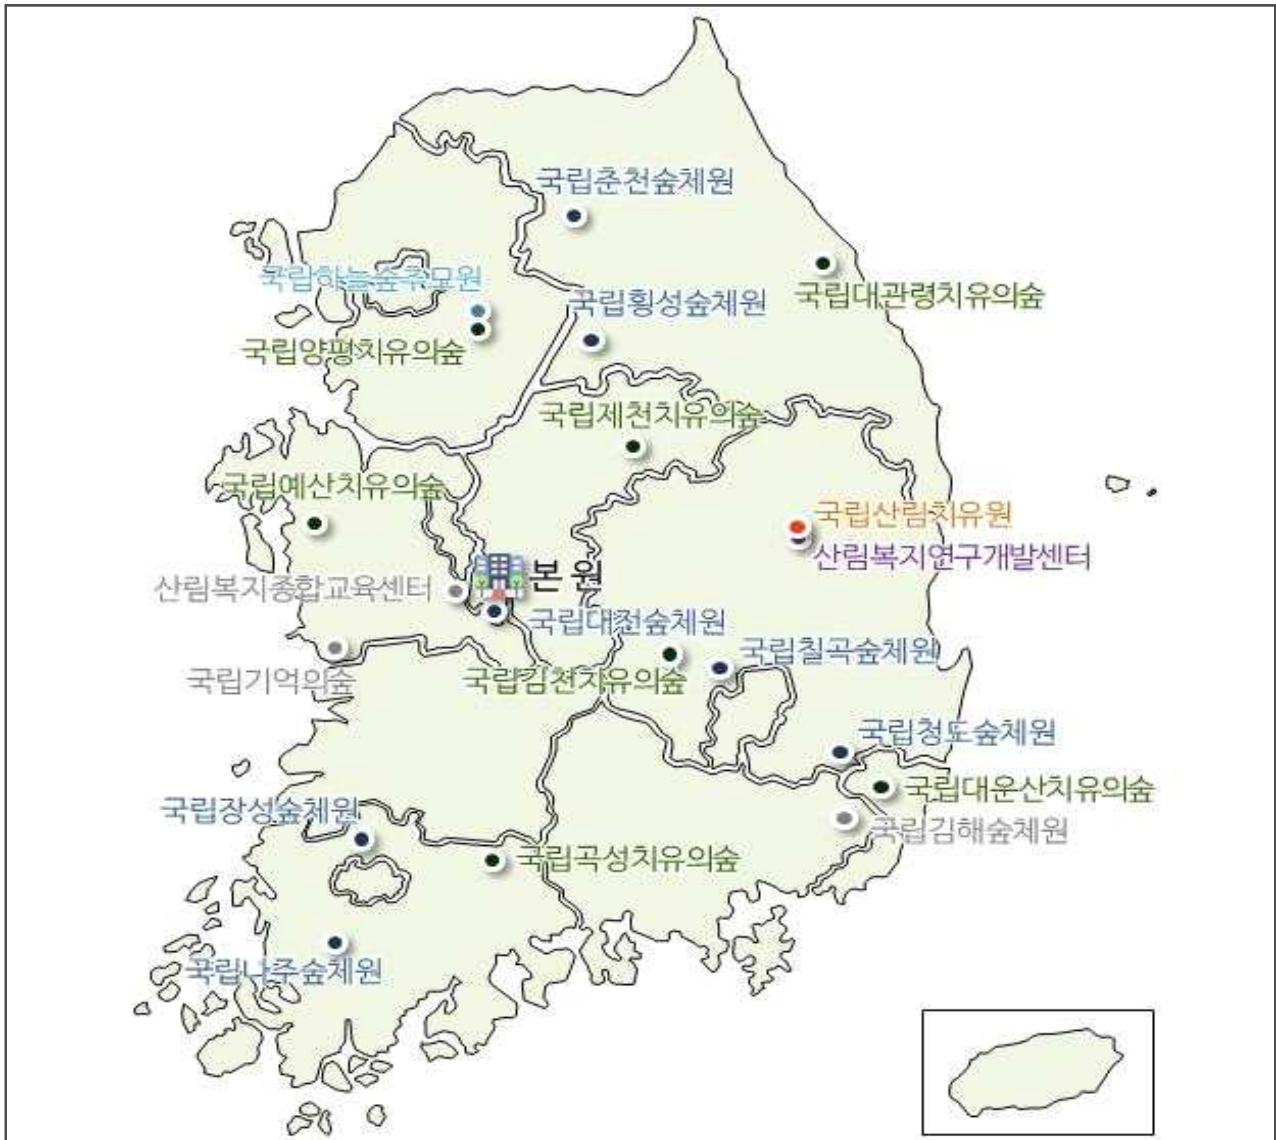 국립춘천숲체원
국립하늘숲추모원
국립대관령치유의숲
국립횡성숲체원
국립양평치유의숲
국립제천치유의숲
국립예산치유의숲
국립산림치유원
산림복지연구개발센터
본원
산림복지종합교육센터
국립대전숲체원
국립칠곡숲체원
국립기억의숲
국립김천치유의숲
국립청도숲체원
국립대운산치유의숲
국립장성숲체원
국립김해숲체원
국립곡성치유의숲
국립나주숲체원